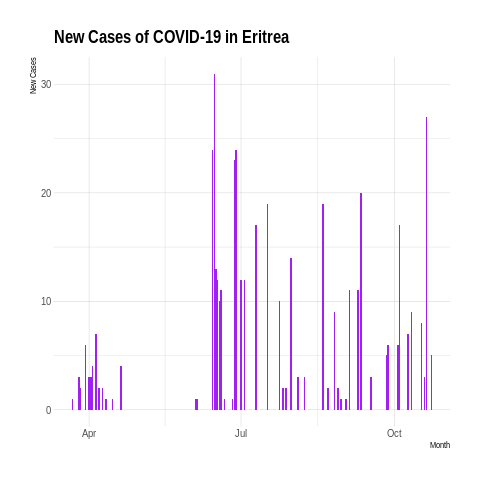 New Cases of COVID-19 in Eritrea
New Cases
30
20
10
0
Apr
Jul
Oct
Month